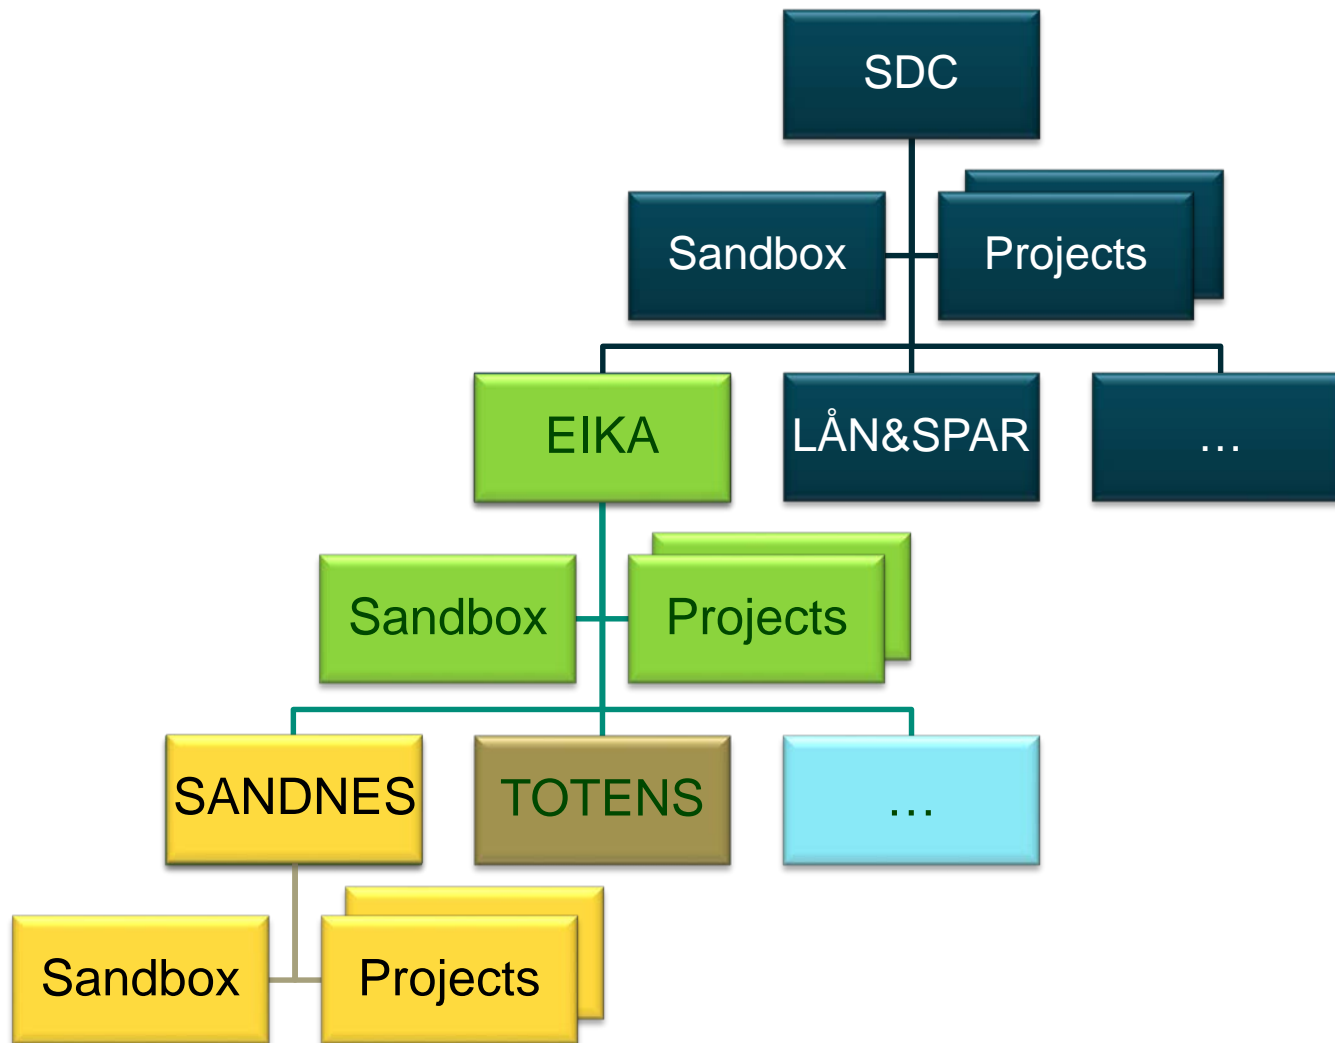 SDC
Sandbox
Projects
EIKA
LÅN&SPAR
…
Sandbox
Projects
SANDNES
TOTENS
…
Sandbox
Projects